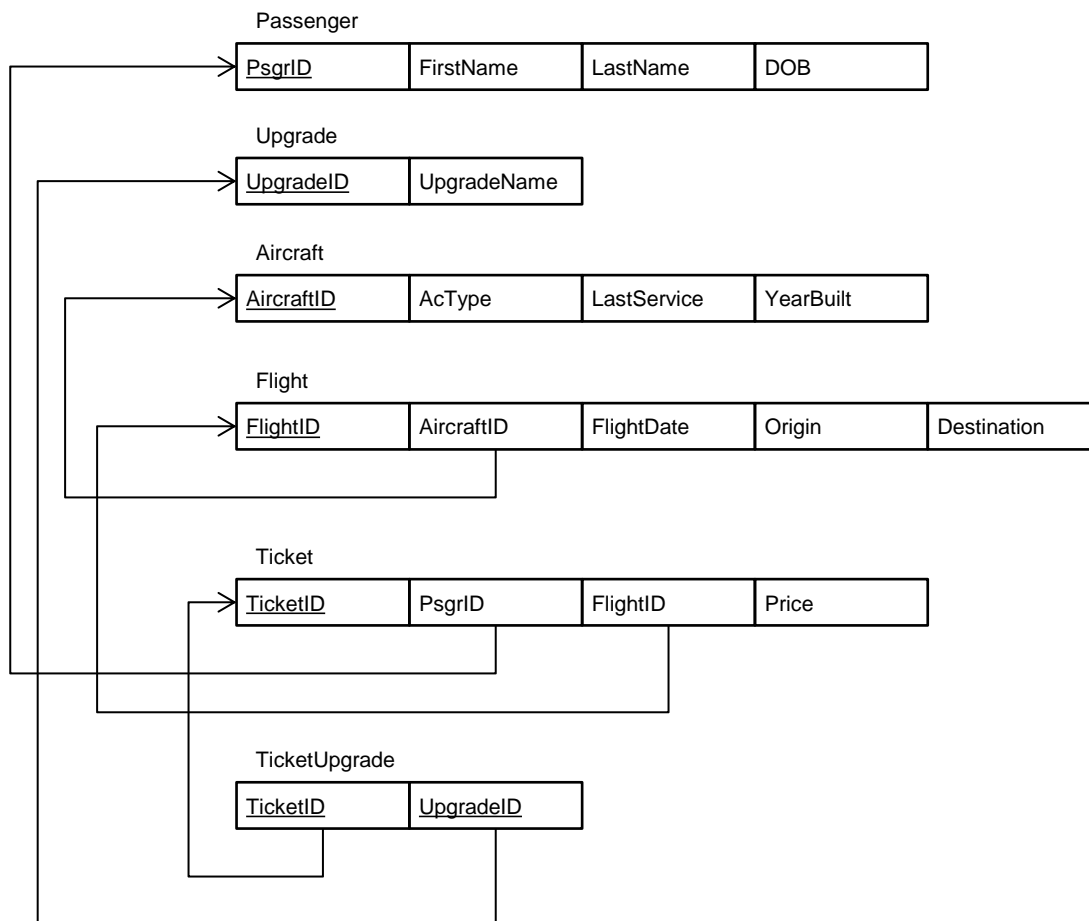 Passenger
PsgrID FirstName LastName DOB
Upgrade
UpgradeID UpgradeName
Aircraft
AircraftID AcType LastService YearBuilt
Flight
FlightID AircraftID FlightDate Origin Destination
Ticket
TicketID PsgrID FlightID Price
TicketUpgrade
TicketID UpgradeID